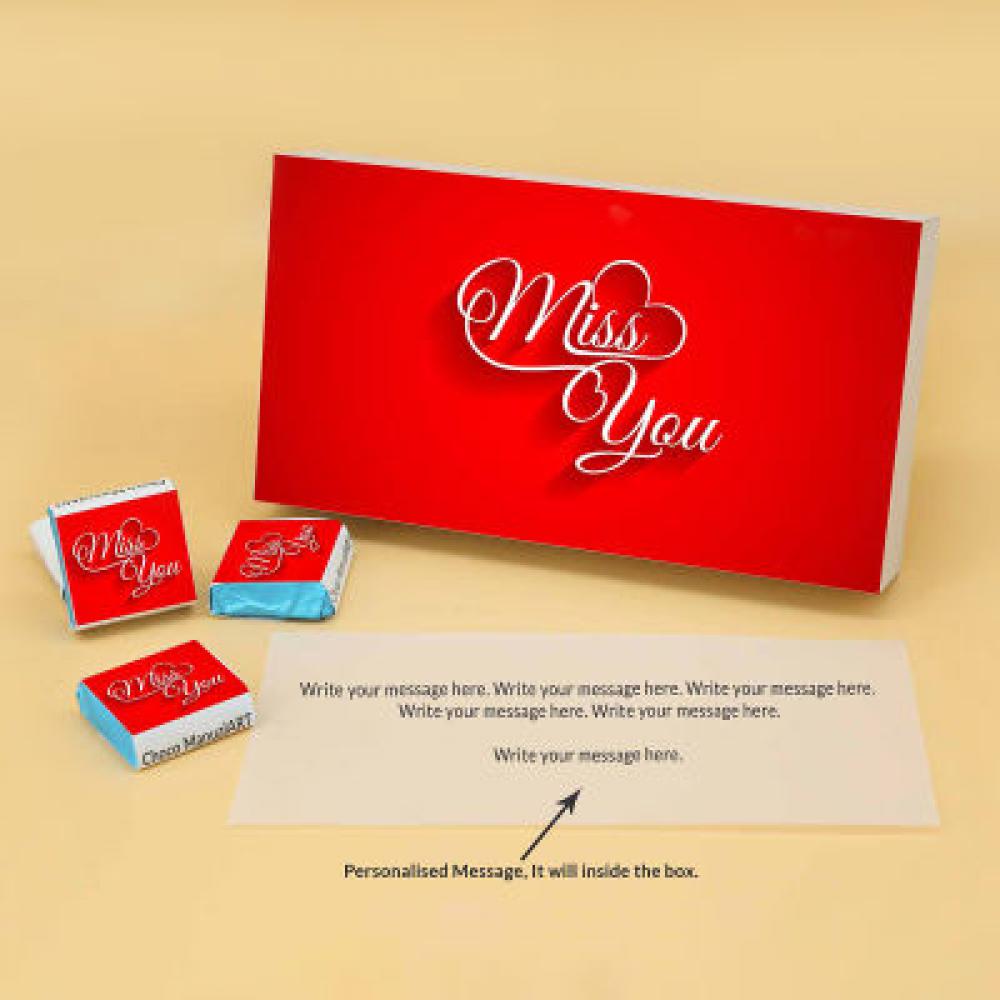 Miss
You
Miss
You
Miss
You
Choco ManualART
Write your message here. Write your message here. Write your message here.
Write your message here. Write your message here.
Write your message here.
Personalised Message, It will inside the box.